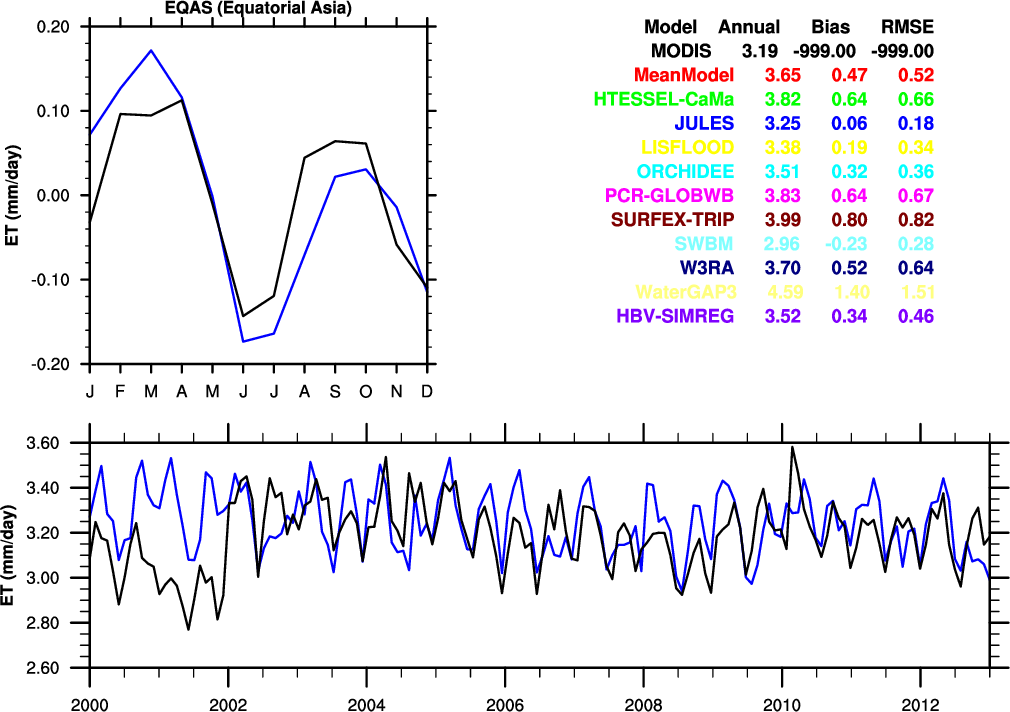 EQAS (Equatorial Asia)
0.20
0.10
0.00
-0.10
-0.20
ET (mm/day)
J F M A M J J A S O N D
Model Annual Bias RMSE
MODIS 3.19 -999.00 -999.00
MeanModel 3.65 0.47 0.52
HTESSEL-CaMa 3.82 0.64 0.66
JULES 3.25 0.06 0.18
LISFLOOD 3.38 0.19 0.34
ORCHIDEE 3.51 0.32 0.36
PCR-GLOBWB 3.83 0.64 0.67
SURFEX-TRIP 3.99 0.80 0.82
SWBM 2.96 -0.23 0.28
W3RA 3.70 0.52 0.64
WaterGAP3 4.59 1.40 1.51
HBV-SIMREG 3.52 0.34 0.46
3.60
3.40
3.20
3.00
2.80
2.60
ET (mm/day)
2000 2002 2004 2006 2008 2010 2012